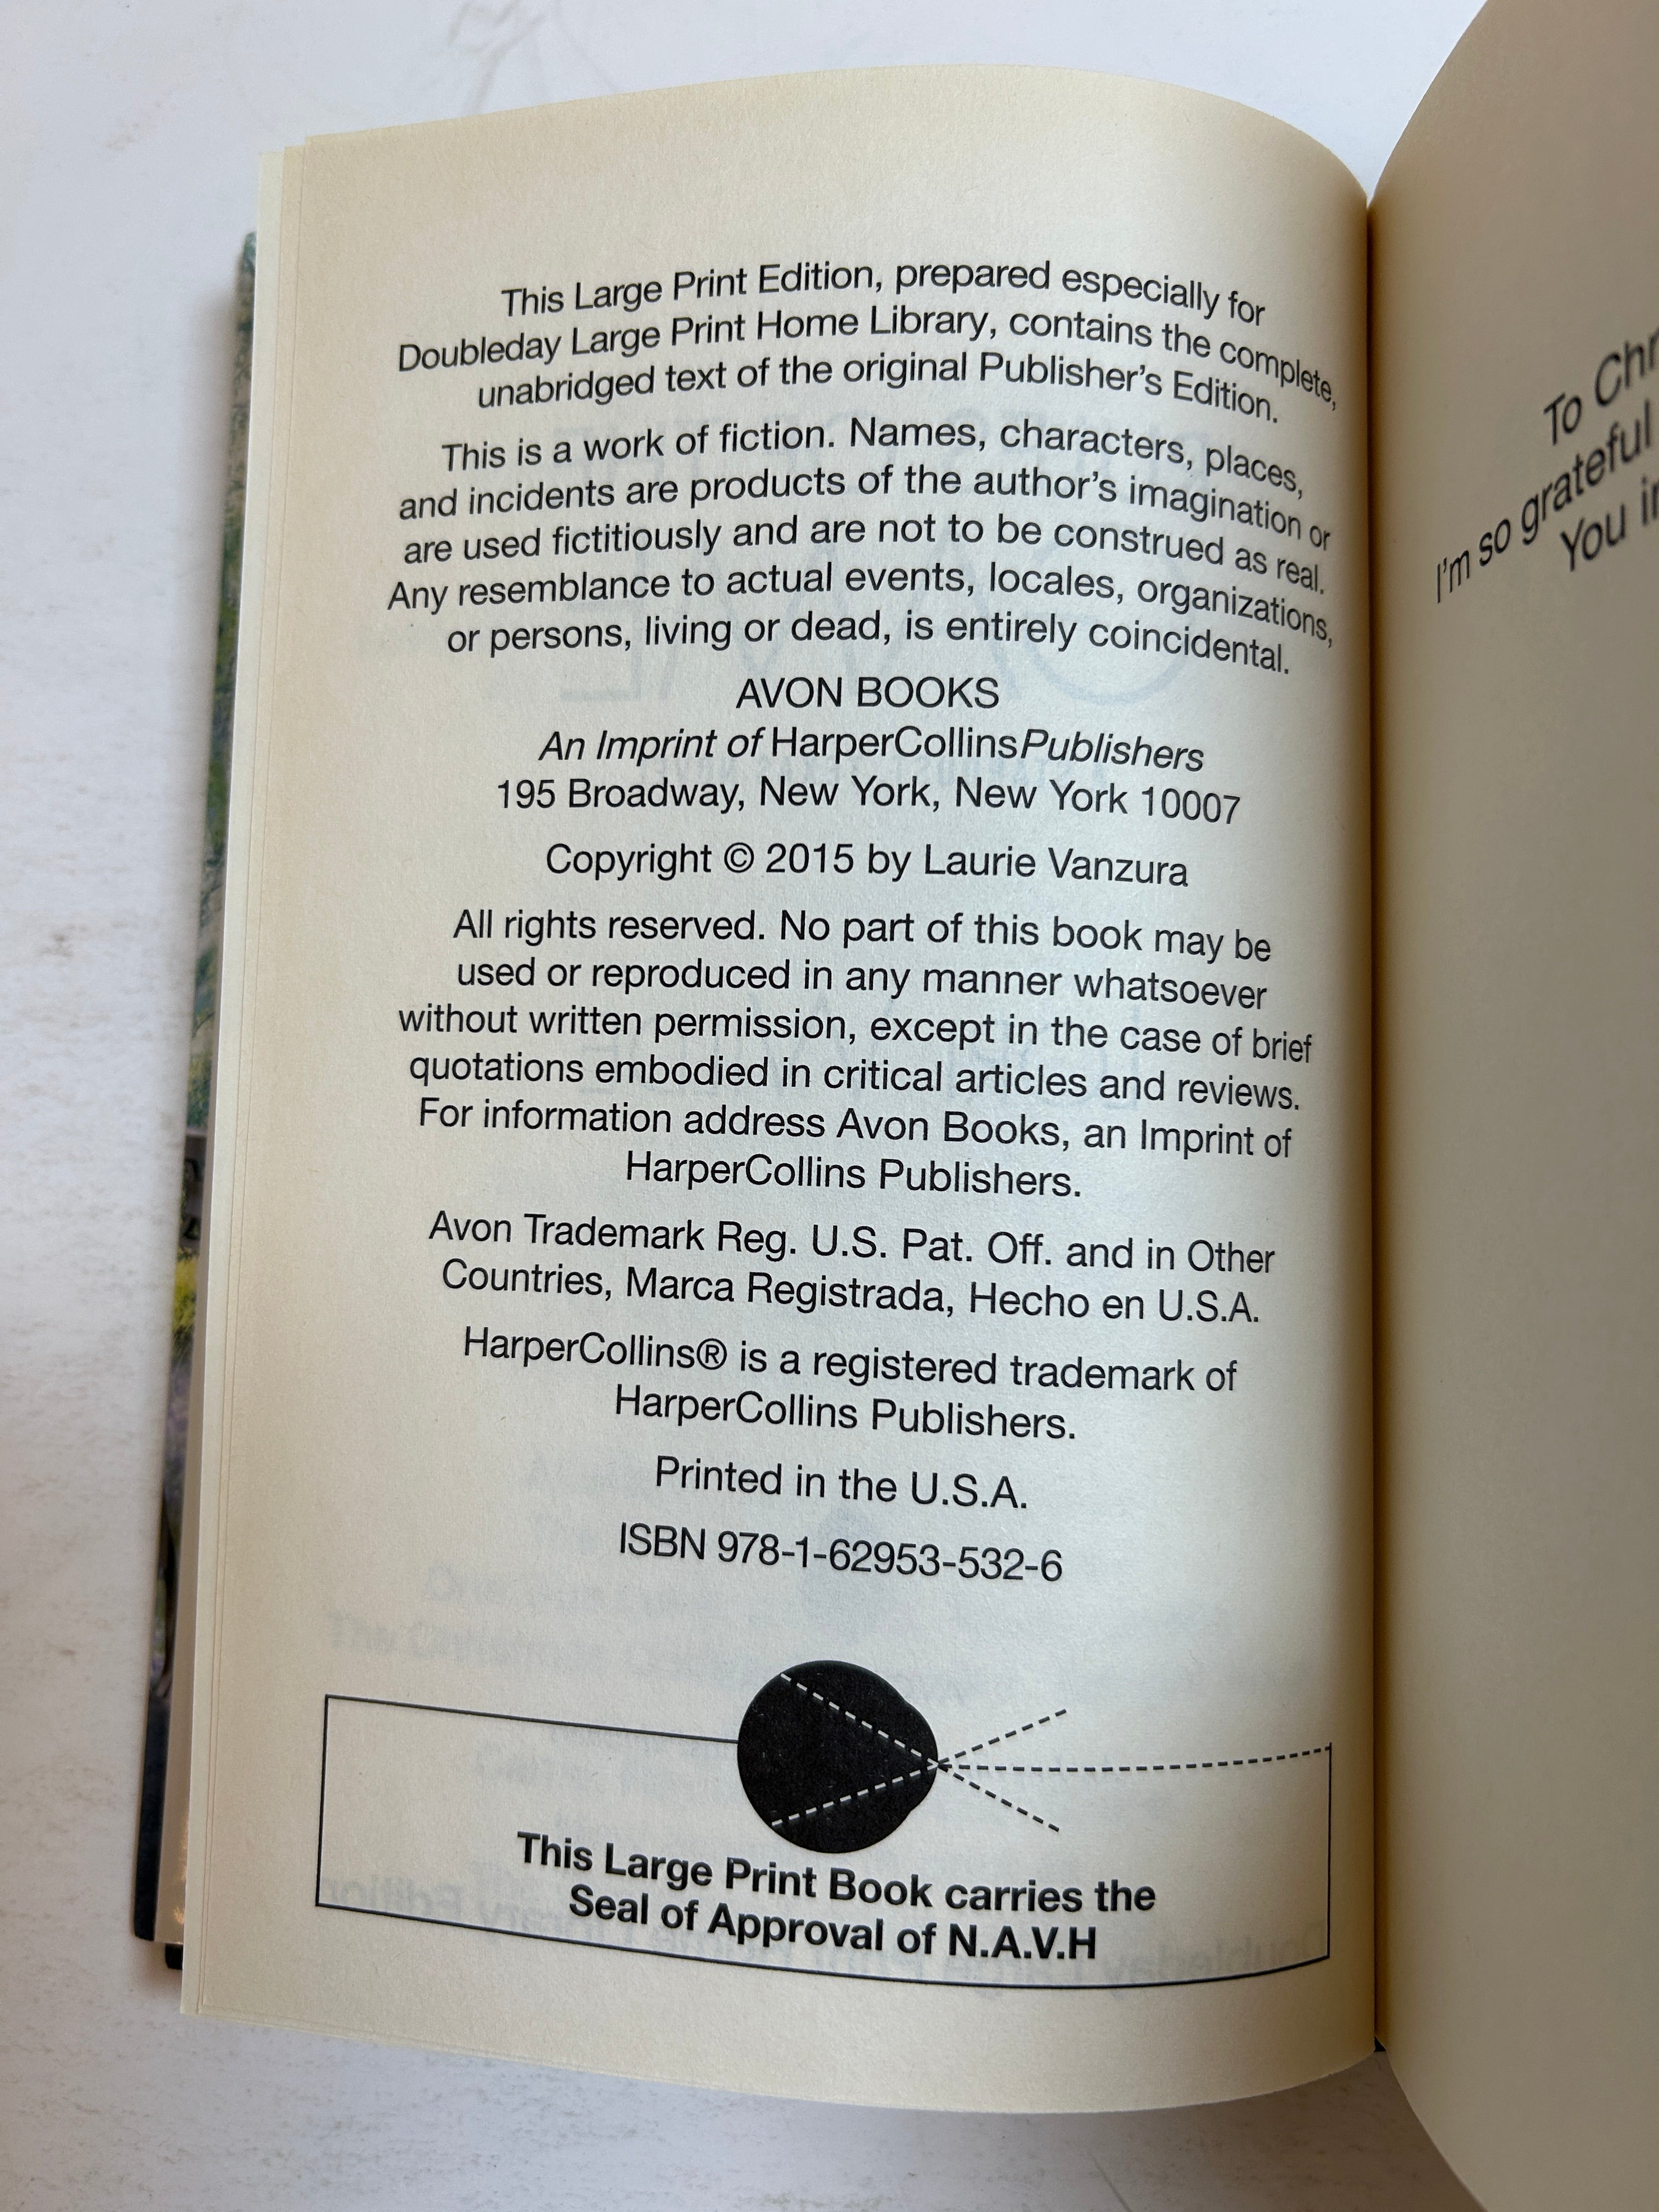 This Large Print Edition, prepared especially for
Doubleday Large Print Home Library, contains the complete,
unabridged text of the original Publisher's Edition.
This is a work of fiction. Names, characters, places,
and incidents are products of the author's imagination or
are used fictitiously and are not to be construed as real.
Any resemblance to actual events, locales, organizations,
or persons, living or dead, is entirely coincidental.
AVON BOOKS
An Imprint of HarperCollinsPublishers
195 Broadway, New York, New York 10007
Copyright © 2015 by Laurie Vanzura
All rights reserved. No part of this book may be
used or reproduced in any manner whatsoever
without written permission, except in the case of brief
quotations embodied in critical articles and reviews.
For information address Avon Books, an Imprint of
HarperCollins Publishers.
Avon Trademark Reg. U.S. Pat. Off. and in Other
Countries, Marca Registrada, Hecho en U.S.A.
HarperCollins® is a registered trademark of
HarperCollins Publishers.
Printed in the U.S.A.
ISBN 978-1-62953-532-6
This Large Print Book carries the
Seal of Approval of N.A.V.H
To Chr
I'm so grateful
You